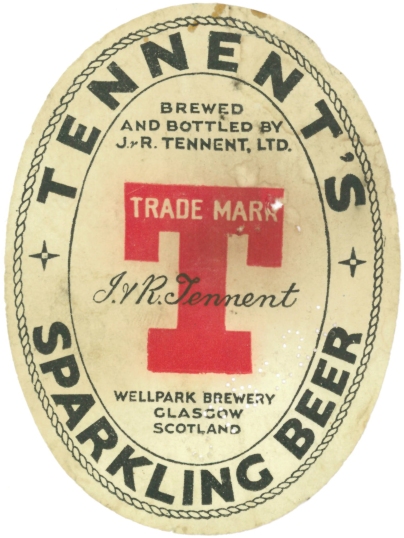 TENNENT'S
BREWED
AND BOTTLED BY
J. & R. TENNENT, LTD.
T
TRADE MARK
J. & R. Tennent
WELLPARK BREWERY
GLASGOW
SCOTLAND
SPARKLING BEER